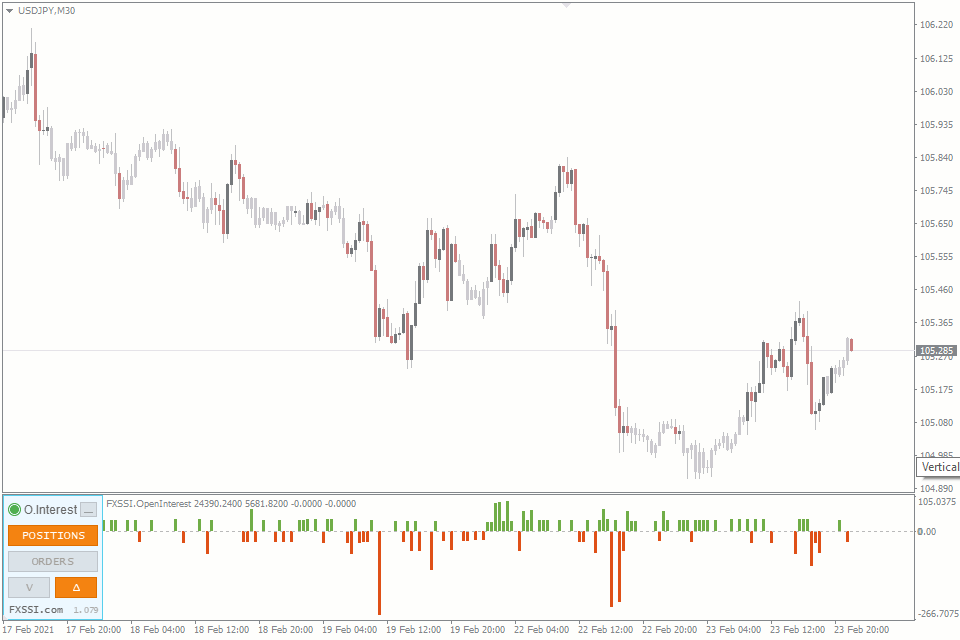 USDJPY,M30
106.220
106.125
106.030
105.935
105.840
105.745
105.650
105.555
105.460
105.365
105.285
105.270
105.175
105.080
104.985
Vertical
104.890
FXSSI.OpenInterest 24390.2400 5681.8200 -0.0000 -0.0000
105.0375
0.00
-266.7075
O.Interest
POSITIONS
ORDERS
V Δ
FXSSI.com 1.079
17 Feb 2021 17 Feb 20:00 18 Feb 04:00 18 Feb 12:00 18 Feb 20:00 19 Feb 04:00 19 Feb 12:00 19 Feb 20:00 22 Feb 04:00 22 Feb 12:00 22 Feb 20:00 23 Feb 04:00 23 Feb 12:00 23 Feb 20:00